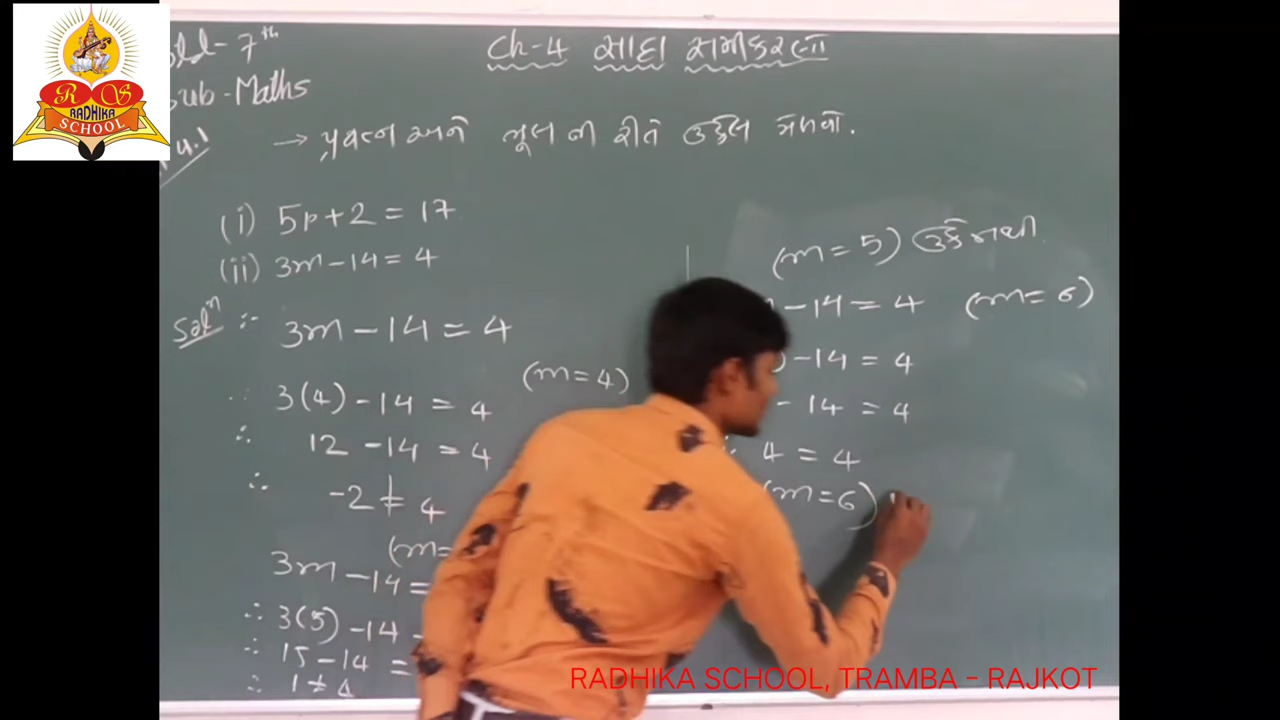 RS
RADHIKA
SCHOOL
7th
Sub - Maths
Ch-4 સાદા સમીકરણ
4.1
→ પ્રયત્ન અને ભૂલ ની રીતે ઉકેલ મેળવો.
(i) 5p + 2 = 17
(ii) 3m - 14 = 4
Solⁿ :- 3m - 14 = 4
(m = 4)
3(4) - 14 = 4
∴ 12 - 14 = 4
∴ -2 ≠ 4
(m =
3m - 14 =
∴ 3(5) - 14
∴ 15 - 14 =
∴ 1 ≠ 4
(m = 5) ઉકેલ નથી
- 14 = 4 (m = 6)
) - 14 = 4
- 14 = 4
∴ 4 = 4
(m = 6)
RADHIKA SCHOOL, TRAMBA - RAJKOT